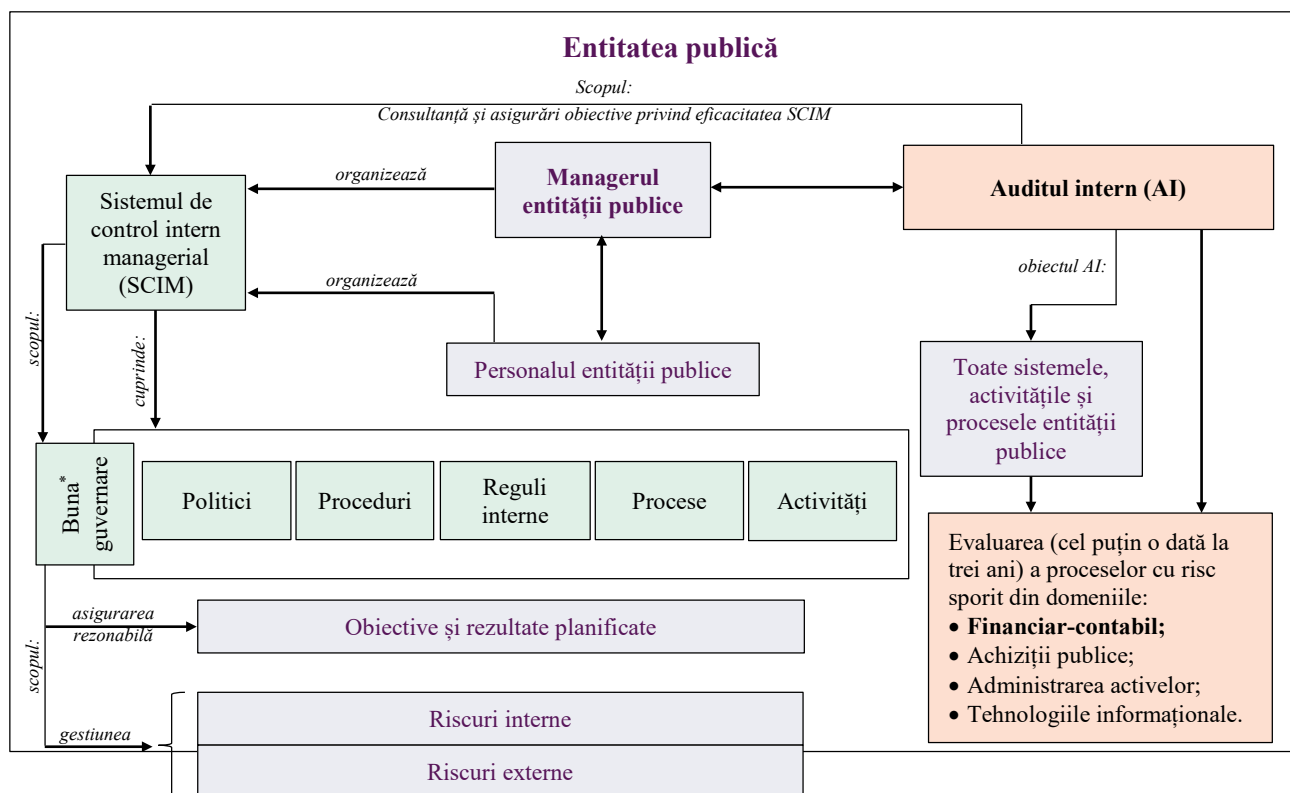 Entitatea publică
Scopul:
Consultanță și asigurări obiective privind eficacitatea SCIM
Sistemul de
control intern
managerial
(SCIM)
organizează
Managerul
entității publice
Auditul intern (AI)
organizează
obiectul AI:
scopul:
cuprinde:
Personalul entității publice
Toate sistemele,
activitățile și
procesele entității
publice
Buna*
guvernare
Politici
Proceduri
Reguli
interne
Procese
Activități
Evaluarea (cel puțin o dată la
trei ani) a proceselor cu risc
sporit din domeniile:
• Financiar-contabil;
• Achiziții publice;
• Administrarea activelor;
• Tehnologiile informaționale.
scopul:
asigurarea
rezonabilă
Obiective și rezultate planificate
gestiunea
Riscuri interne
Riscuri externe